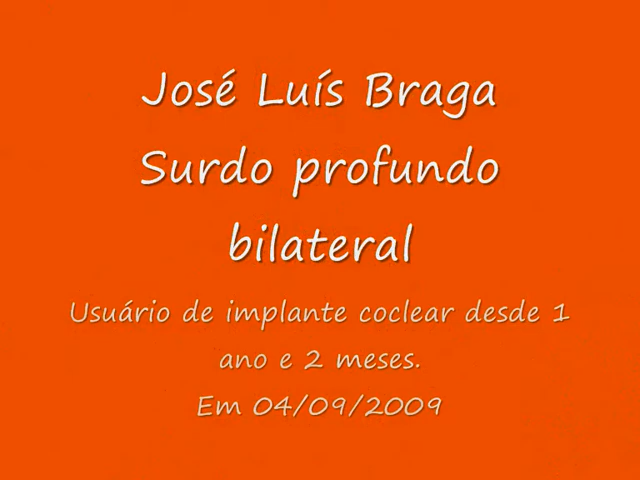 José Luís Braga
Surdo profundo
bilateral
Usuário de implante coclear desde 1
ano e 2 meses.
Em 04/09/2009